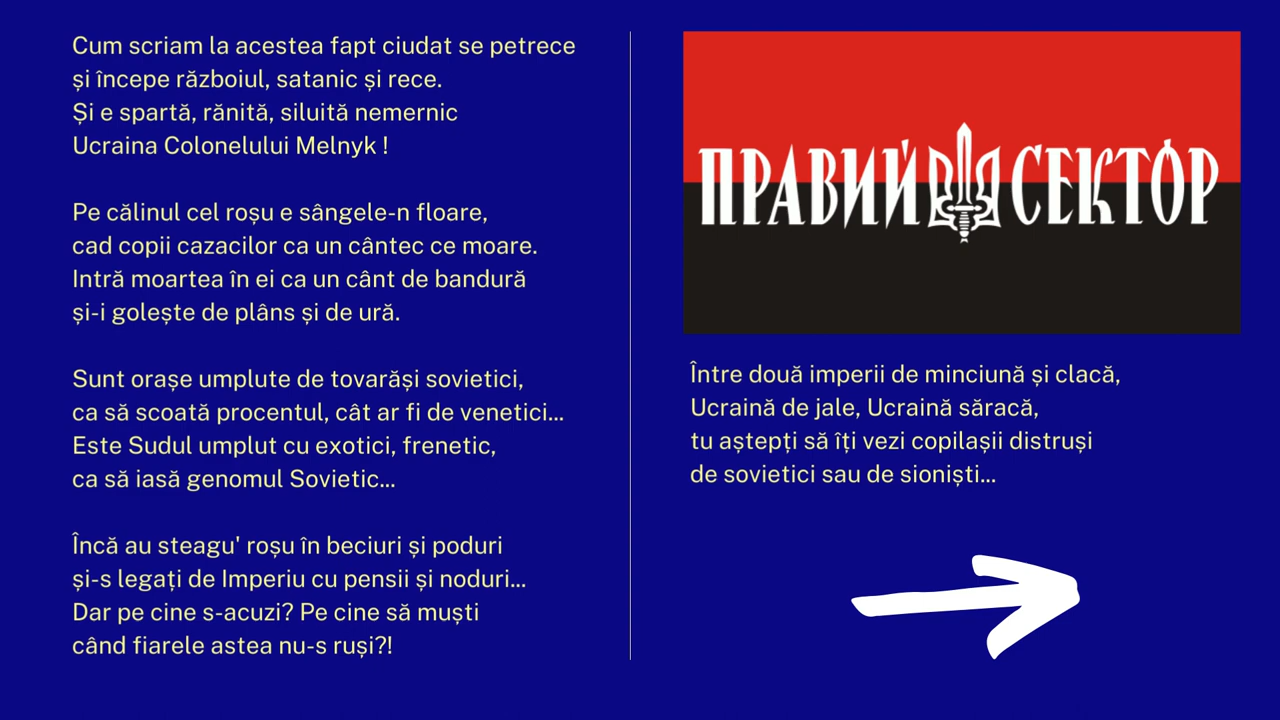 Cum scriam la acestea fapt ciudat se petrece
și începe războiul, satanic și rece.
Și e spartă, rănită, siluită nemernic
Ucraina Colonelului Melnyk !
Pe călinul cel roșu e sângele-n floare,
cad copii cazacilor ca un cântec ce moare.
Intră moartea în ei ca un cânt de bandură
și-i golește de plâns și de ură.
Sunt orașe umplute de tovarăși sovietici,
ca să scoată procentul, cât ar fi de venetici...
Este Sudul umplut cu exotici, frenetic,
ca să iasă genomul Sovietic...
Încă au steagu' roșu în beciuri și poduri
și-s legați de Imperiu cu pensii și noduri...
Dar pe cine s-acuzi? Pe cine să muști
când fiarele astea nu-s ruși?!
ПРАВИЙ СЕКТОР
Între două imperii de minciună și clacă,
Ucraină de jale, Ucraină săracă,
tu aștepți să îți vezi copilașii distruși
de sovietici sau de sioniști...